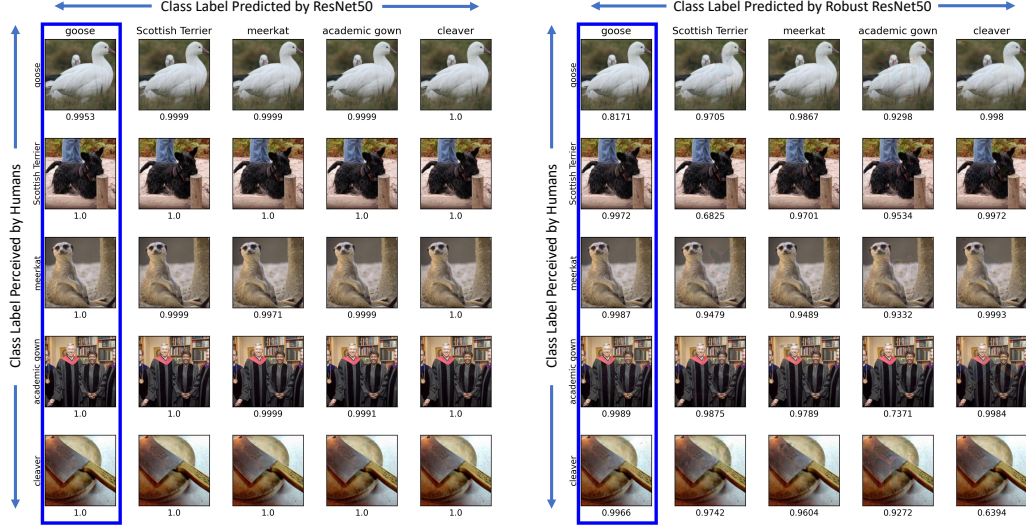 Class Label Predicted by ResNet50
goose Scottish Terrier meerkat academic gown cleaver
Class Label Perceived by Humans
goose
0.9953 0.9999 0.9999 0.9999 1.0
Scottish Terrier
1.0 1.0 1.0 1.0 1.0
meerkat
1.0 0.9999 0.9971 0.9999 1.0
academic gown
1.0 1.0 0.9999 0.9991 1.0
cleaver
1.0 1.0 1.0 1.0 1.0
Class Label Predicted by Robust ResNet50
goose Scottish Terrier meerkat academic gown cleaver
Class Label Perceived by Humans
goose
0.8171 0.9705 0.9867 0.9298 0.998
Scottish Terrier
0.9972 0.6825 0.9701 0.9534 0.9972
meerkat
0.9987 0.9479 0.9489 0.9332 0.9993
academic gown
0.9989 0.9875 0.9789 0.7371 0.9984
cleaver
0.9966 0.9742 0.9604 0.9272 0.6394